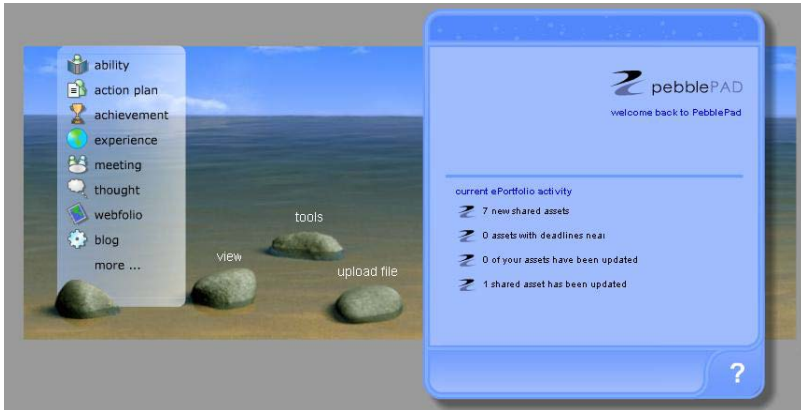 ability
action plan
achievement
experience
meeting
thought
webfolio
blog
more ...
view
tools
upload file
pebblePAD
welcome back to PebblePad
current ePortfolio activity
7 new shared assets
0 assets with deadlines near
0 of your assets have been updated
1 shared asset has been updated
?